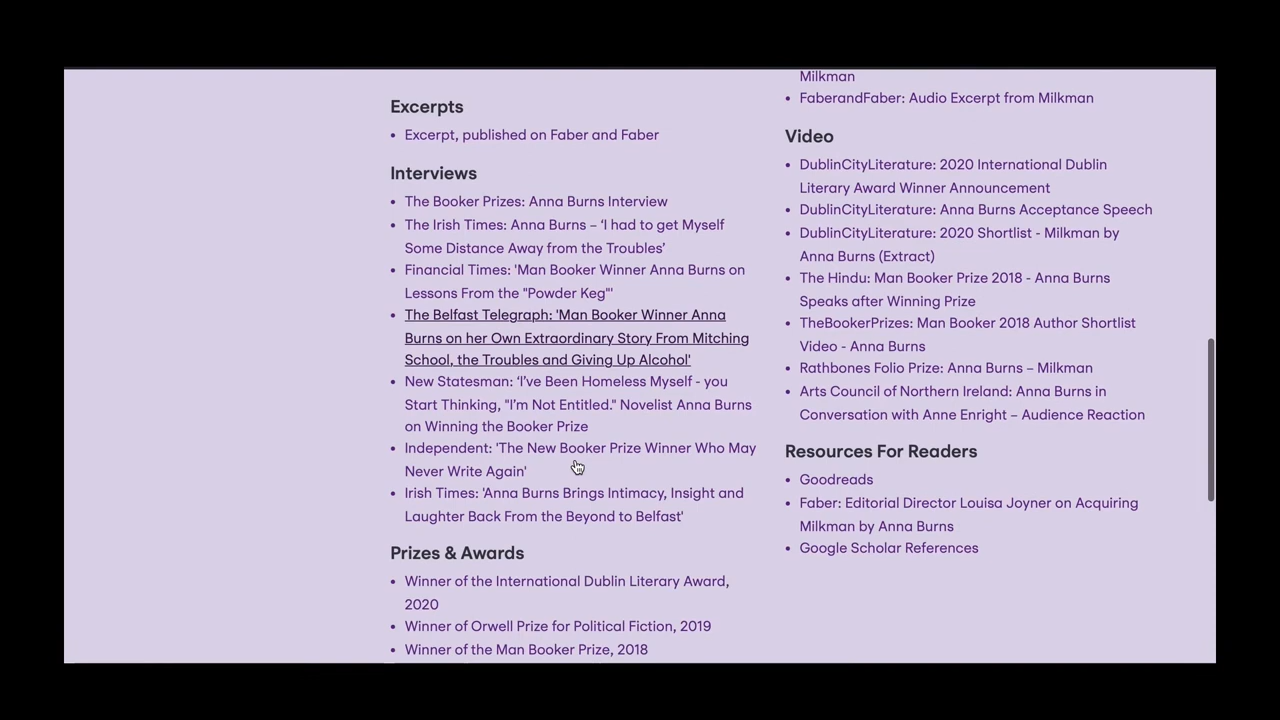 Excerpts
• Excerpt, published on Faber and Faber
Interviews
• The Booker Prizes: Anna Burns Interview
• The Irish Times: Anna Burns – ‘I had to get Myself
Some Distance Away from the Troubles’
• Financial Times: 'Man Booker Winner Anna Burns on
Lessons From the "Powder Keg"'
• The Belfast Telegraph: 'Man Booker Winner Anna
Burns on her Own Extraordinary Story From Mitching
School, the Troubles and Giving Up Alcohol'
• New Statesman: ‘I’ve Been Homeless Myself - you
Start Thinking, "I’m Not Entitled." Novelist Anna Burns
on Winning the Booker Prize
• Independent: 'The New Booker Prize Winner Who May
Never Write Again'
• Irish Times: 'Anna Burns Brings Intimacy, Insight and
Laughter Back From the Beyond to Belfast'
Prizes & Awards
• Winner of the International Dublin Literary Award,
2020
• Winner of Orwell Prize for Political Fiction, 2019
• Winner of the Man Booker Prize, 2018
Milkman
• FaberandFaber: Audio Excerpt from Milkman
Video
• DublinCityLiterature: 2020 International Dublin
Literary Award Winner Announcement
• DublinCityLiterature: Anna Burns Acceptance Speech
• DublinCityLiterature: 2020 Shortlist - Milkman by
Anna Burns (Extract)
• The Hindu: Man Booker Prize 2018 - Anna Burns
Speaks after Winning Prize
• TheBookerPrizes: Man Booker 2018 Author Shortlist
Video - Anna Burns
• Rathbones Folio Prize: Anna Burns – Milkman
• Arts Council of Northern Ireland: Anna Burns in
Conversation with Anne Enright – Audience Reaction
Resources For Readers
• Goodreads
• Faber: Editorial Director Louisa Joyner on Acquiring
Milkman by Anna Burns
• Google Scholar References